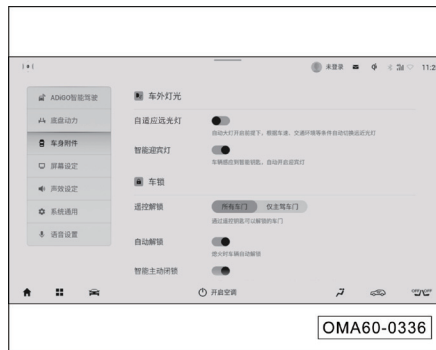 未登录
11:2
ADiGO智能驾驶
底盘动力
车身附件
屏幕设定
声效设定
系统通用
语音设置
车外灯光
自适应远光灯
自动大灯开启前提下，根据车速、交通环境等条件自动切换远近光灯
智能迎宾灯
车辆感应到智能钥匙，自动开启迎宾灯
车锁
遥控解锁
所有车门 仅主驾车门
通过遥控钥匙可以解锁的车门
自动解锁
熄火时车辆自动解锁
智能主动闭锁
开启空调
OFF OFF
OMA60-0336